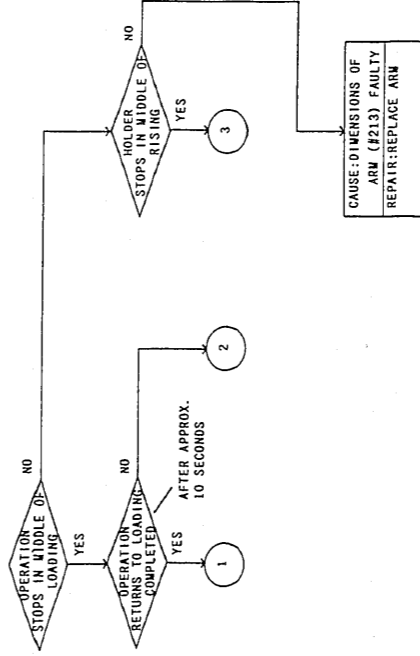 OPERATION
STOPS IN MIDDLE OF
LOADING
NO
YES
OPERATION
RETURNS TO LOADING
COMPLETED
NO
AFTER APPROX.
10 SECONDS
YES
1
2
HOLDER
STOPS IN MIDDLE OF
RISING
NO
YES
3
CAUSE:DIMENSIONS OF
ARM (#213) FAULTY
REPAIR:REPLACE ARM